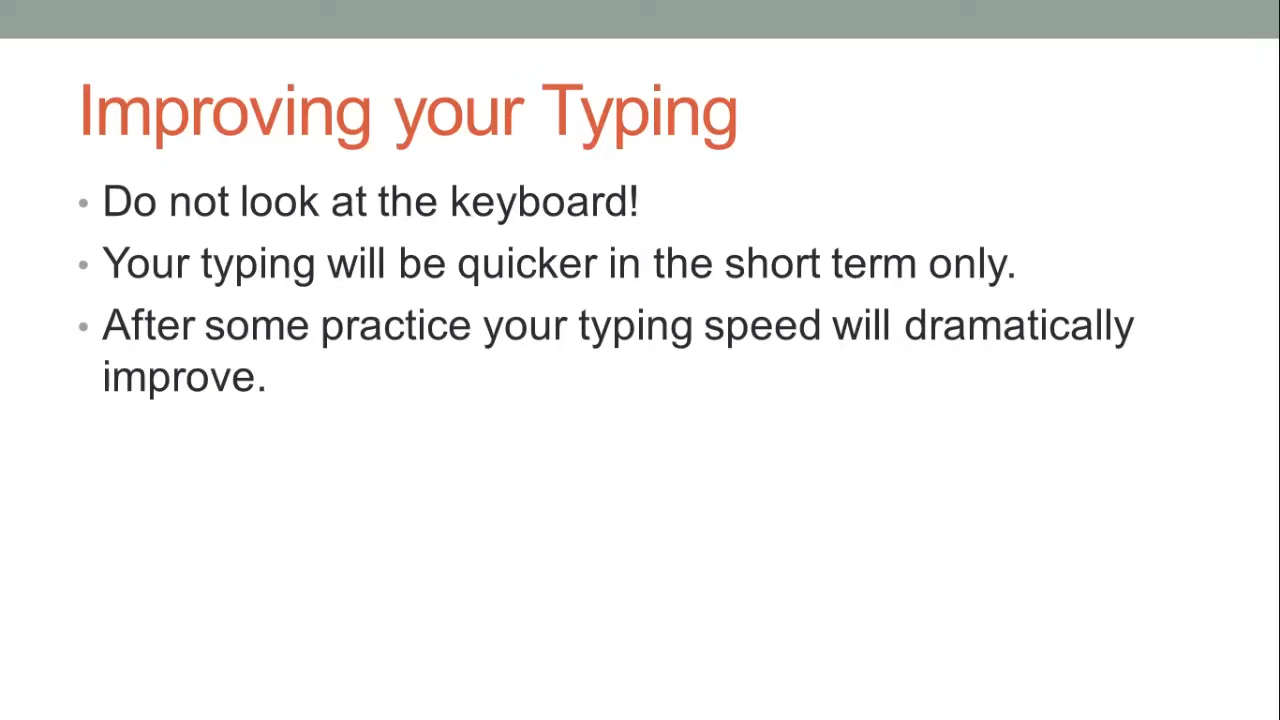 Improving your Typing
• Do not look at the keyboard!
• Your typing will be quicker in the short term only.
• After some practice your typing speed will dramatically
improve.